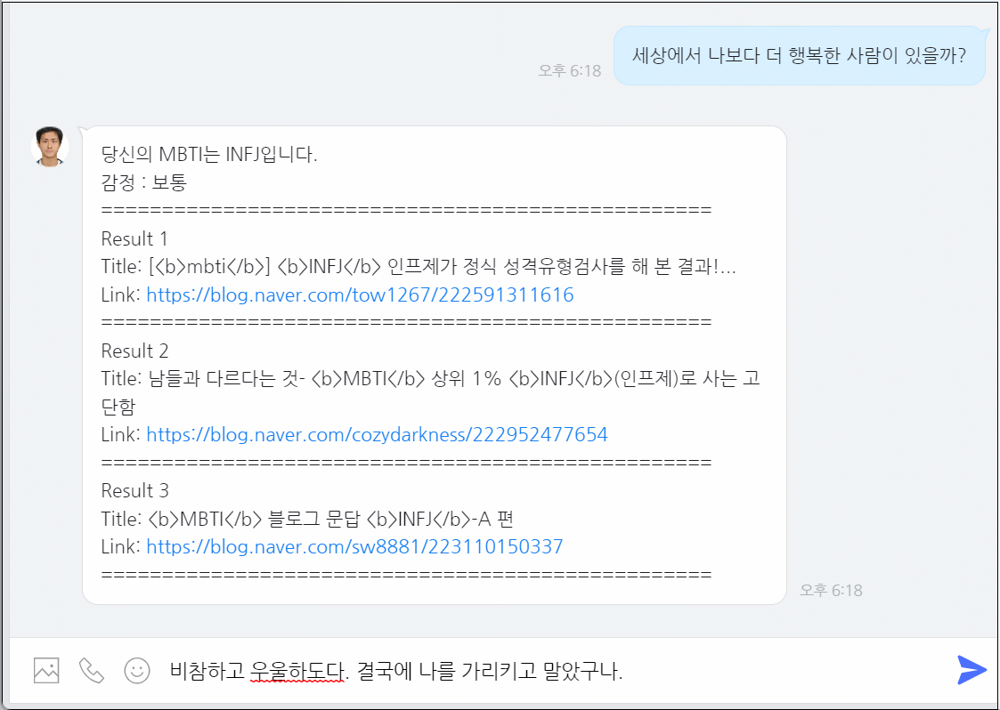 세상에서 나보다 더 행복한 사람이 있을까?
오후 6:18
당신의 MBTI는 INFJ입니다.
감정 : 보통
==================================================
Result 1
Title: [<b>mbti</b>] <b>INFJ</b> 인프제가 정식 성격유형검사를 해 본 결과!...
Link: https://blog.naver.com/tow1267/222591311616
==================================================
Result 2
Title: 남들과 다르다는 것- <b>MBTI</b> 상위 1% <b>INFJ</b>(인프제)로 사는 고
단함
Link: https://blog.naver.com/cozydarkness/222952477654
==================================================
Result 3
Title: <b>MBTI</b> 블로그 문답 <b>INFJ</b>-A 편
Link: https://blog.naver.com/sw8881/223110150337
==================================================
오후 6:18
비참하고 우울하도다. 결국에 나를 가리키고 말았구나.